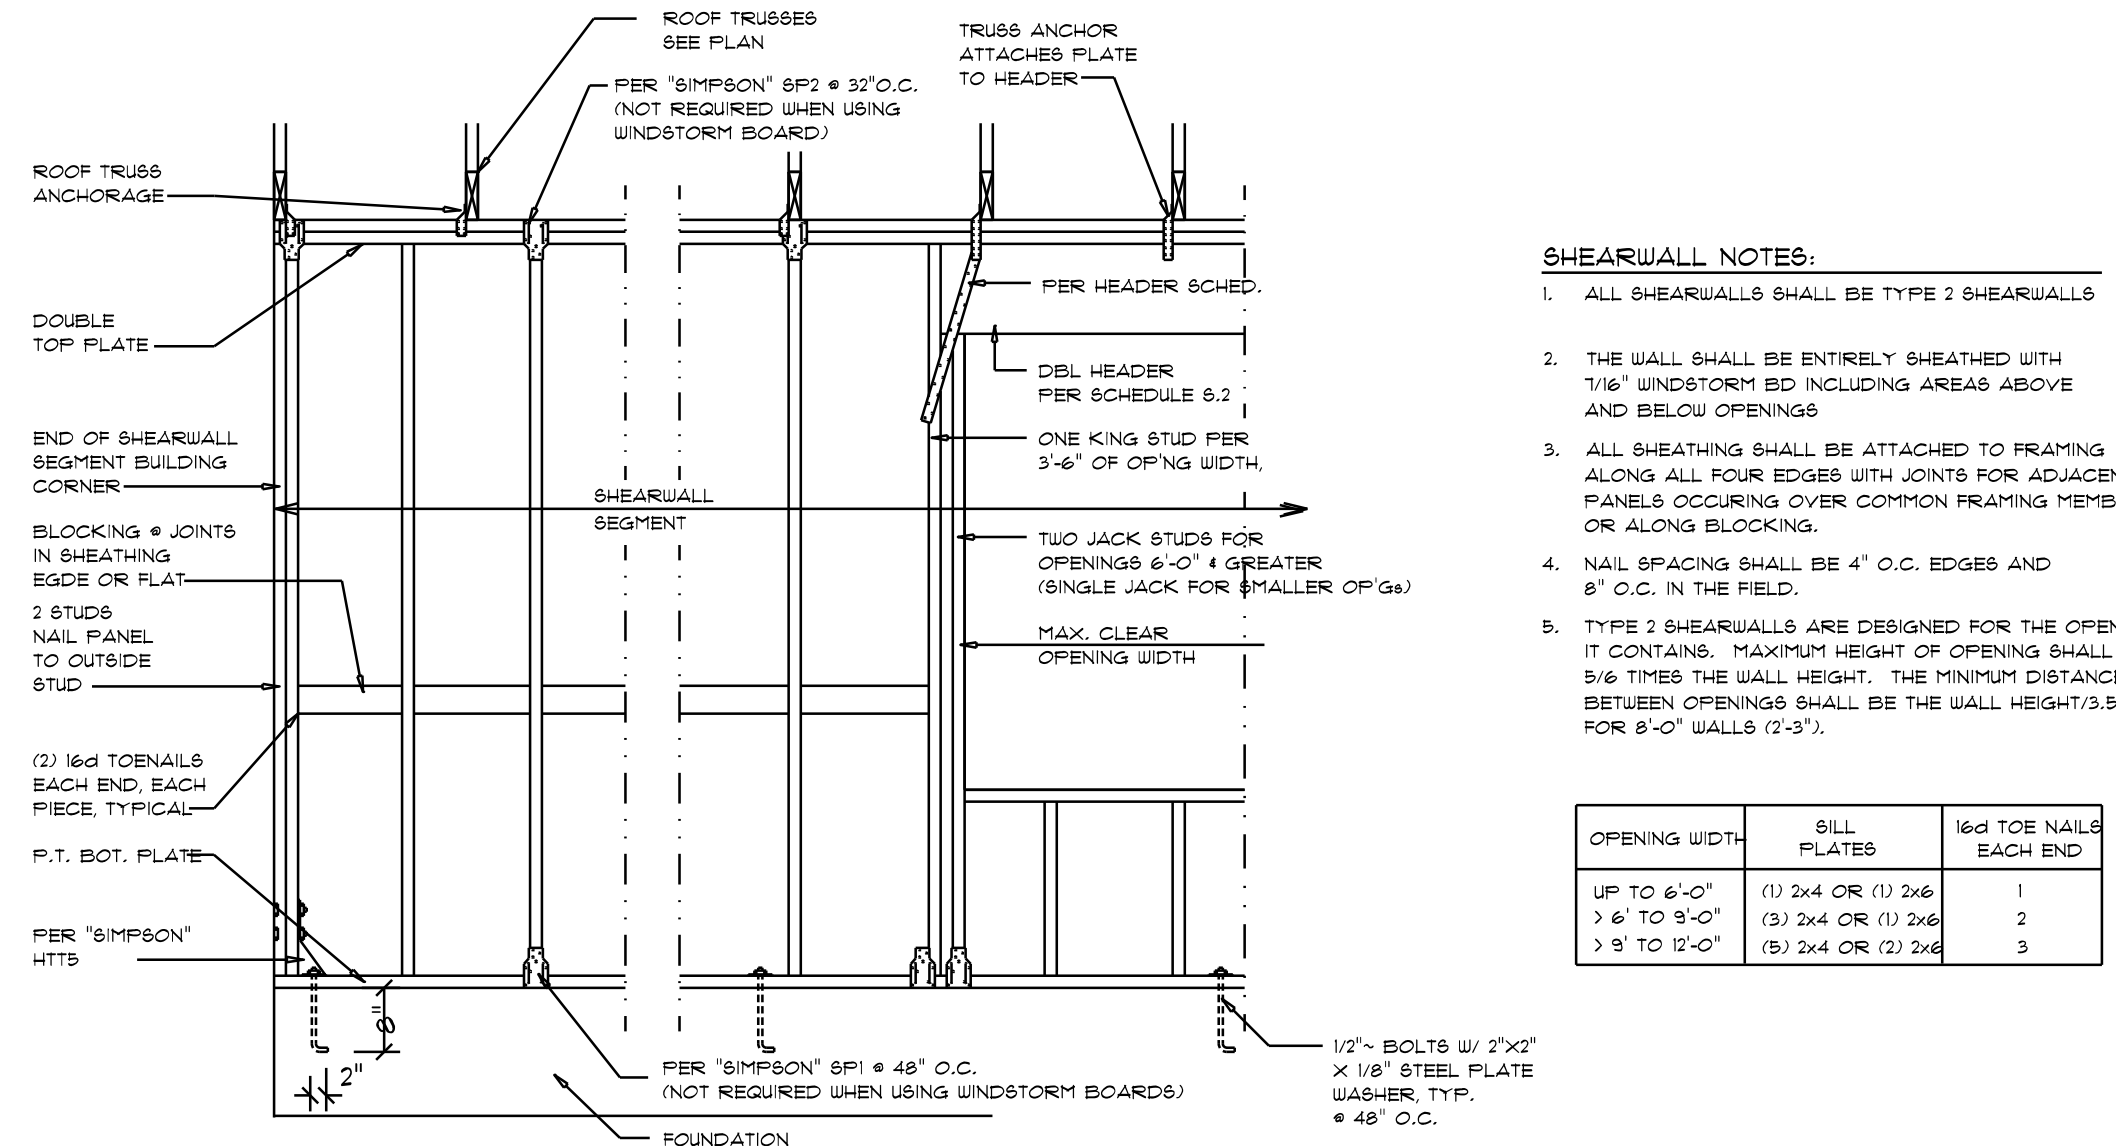 ROOF TRUSSES
SEE PLAN
TRUSS ANCHOR
ATTACHES PLATE
TO HEADER
PER "SIMPSON" SP2 @ 32"O.C.
(NOT REQUIRED WHEN USING
WINDSTORM BOARD)
ROOF TRUSS
ANCHORAGE
DOUBLE
TOP PLATE
END OF SHEARWALL
SEGMENT BUILDING
CORNER
BLOCKING @ JOINTS
IN SHEATHING
EGDE OR FLAT
2 STUDS
NAIL PANEL
TO OUTSIDE
STUD
(2) 16d TOENAILS
EACH END, EACH
PIECE, TYPICAL
P.T. BOT. PLATE
PER "SIMPSON"
HTT5
SHEARWALL
SEGMENT
PER HEADER SCHED.
DBL HEADER
PER SCHEDULE S.2
ONE KING STUD PER
3'-6" OF OP'NG WIDTH,
TWO JACK STUDS FOR
OPENINGS 6'-0" & GREATER
(SINGLE JACK FOR SMALLER OP'Gs)
MAX. CLEAR
OPENING WIDTH
8"
2"
PER "SIMPSON" SP1 @ 48" O.C.
(NOT REQUIRED WHEN USING WINDSTORM BOARDS)
FOUNDATION
1/2"~ BOLTS W/ 2"X2"
X 1/8" STEEL PLATE
WASHER, TYP.
@ 48" O.C.
SHEARWALL NOTES:
1. ALL SHEARWALLS SHALL BE TYPE 2 SHEARWALLS
2. THE WALL SHALL BE ENTIRELY SHEATHED WITH
7/16" WINDSTORM BD INCLUDING AREAS ABOVE
AND BELOW OPENINGS
3. ALL SHEATHING SHALL BE ATTACHED TO FRAMING
ALONG ALL FOUR EDGES WITH JOINTS FOR ADJACEN
PANELS OCCURING OVER COMMON FRAMING MEMB
OR ALONG BLOCKING.
4. NAIL SPACING SHALL BE 4" O.C. EDGES AND
8" O.C. IN THE FIELD.
5. TYPE 2 SHEARWALLS ARE DESIGNED FOR THE OPEN
IT CONTAINS. MAXIMUM HEIGHT OF OPENING SHALL
5/6 TIMES THE WALL HEIGHT. THE MINIMUM DISTANCE
BETWEEN OPENINGS SHALL BE THE WALL HEIGHT/3.5
FOR 8'-0" WALLS (2'-3").
OPENING WIDTH
SILL
PLATES
16d TOE NAILS
EACH END
UP TO 6'-0" (1) 2x4 OR (1) 2x6 1
> 6' TO 9'-0" (3) 2x4 OR (1) 2x6 2
> 9' TO 12'-0" (5) 2x4 OR (2) 2x6 3